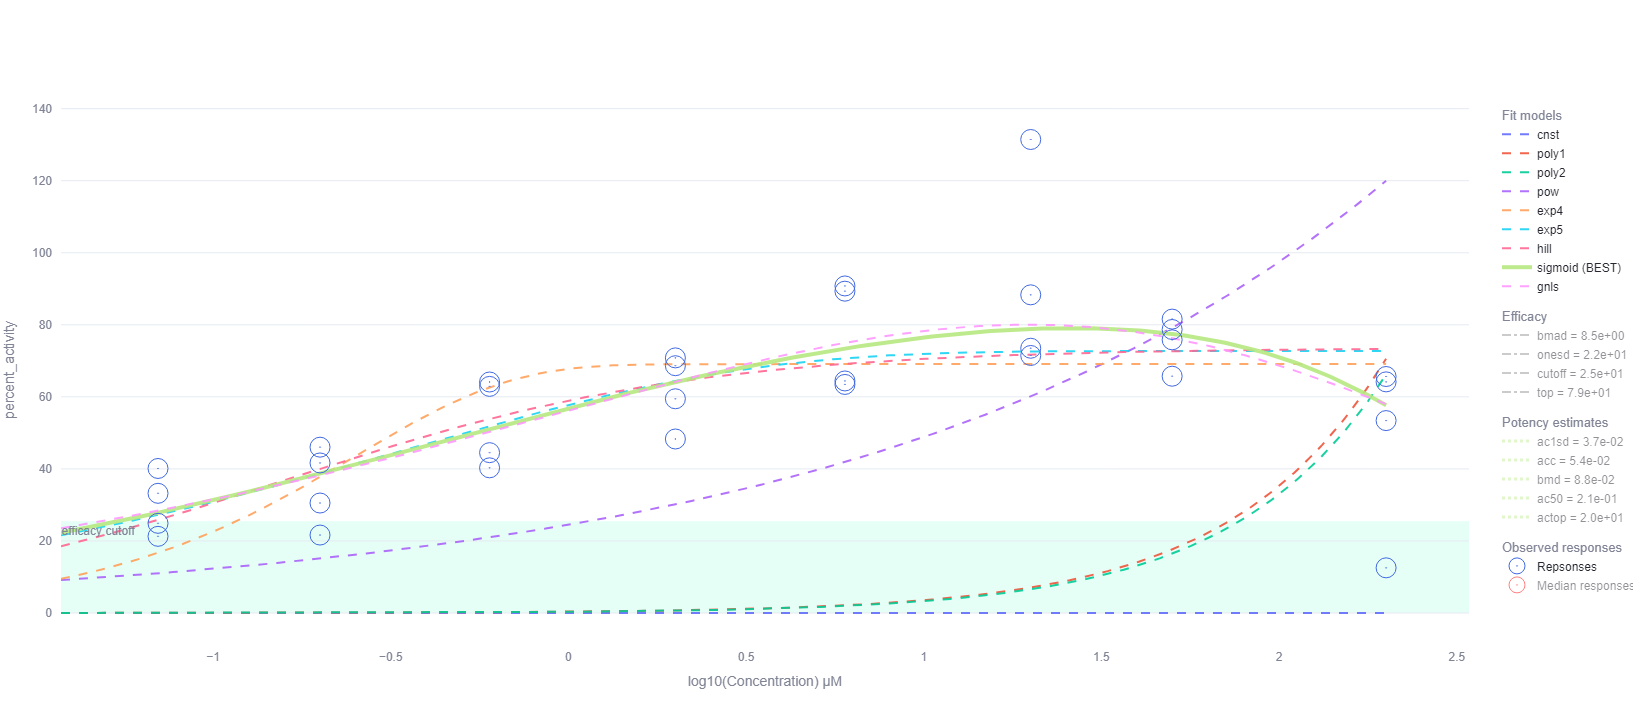 140
120
100
80
60
40
20
0
efficacy cutoff
percent_activity
−1
−0.5
0
0.5
1
1.5
2
2.5
log10(Concentration) μM
Fit models
cnst
poly1
poly2
pow
exp4
exp5
hill
sigmoid (BEST)
gnls
Efficacy
bmad = 8.5e+00
onesd = 2.2e+01
cutoff = 2.5e+01
top = 7.9e+01
Potency estimates
ac1sd = 3.7e-02
acc = 5.4e-02
bmd = 8.8e-02
ac50 = 2.1e-01
actop = 2.0e+01
Observed responses
Repsonses
Median responses